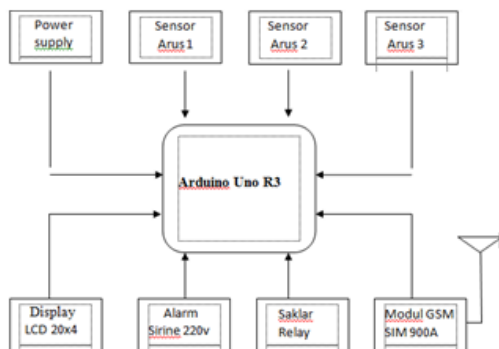 Power
supply
Sensor
Arus 1
Sensor
Arus 2
Sensor
Arus 3
Arduino Uno R3
Display
LCD 20x4
Alarm
Sirine 220v
Saklar
Relay
Modul GSM
SIM 900A